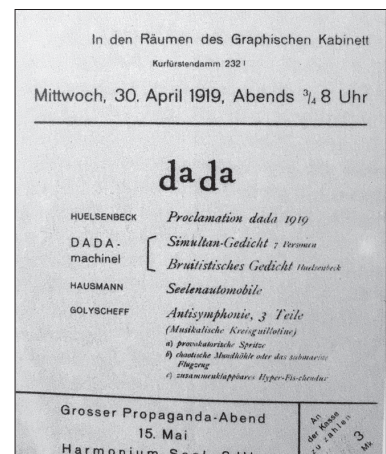 In den Räumen des Graphischen Kabinett
Kurfürstendamm 232 I
Mittwoch, 30. April 1919, Abends ¾ 8 Uhr
dada
HUELSENBECK Proclamation dada 1919
DADA-machinel Simultan-Gedicht 7 Personen
Bruitistisches Gedicht Huelsenbeck
HAUSMANN Seelenautomobile
GOLYSCHEFF Antisymphonie, 3 Teile
(Musikalische Kreisguillotine)
a) provokatorische Spritze
b) chaotische Mundhöhle oder das submarine
Flugzeug
c) zusammenklappbares Hyper-Fis-chendur
Grosser Propaganda-Abend
15. Mai
An
der Kasse
zu zahlen
3
Mk